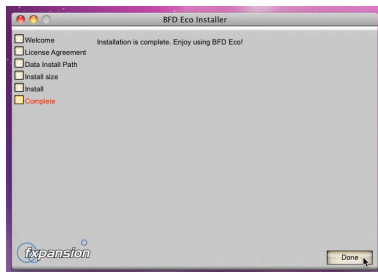 BFD Eco Installer
Welcome
License Agreement
Data Install Path
Install size
Install
Complete
Installation is complete. Enjoy using BFD Eco!
fxpansion
Done